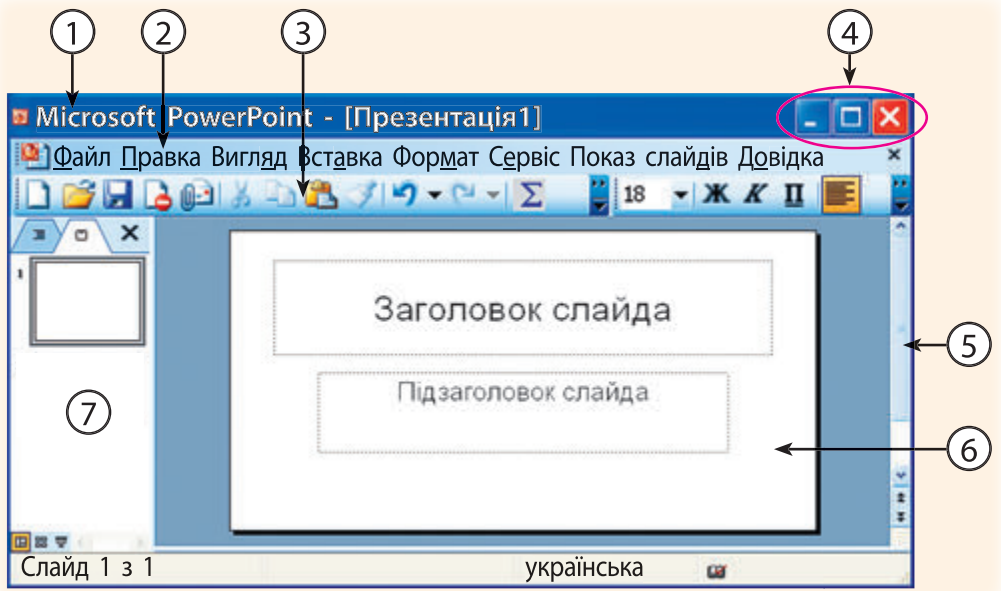 1 2 3 4
Microsoft PowerPoint - [Презентація1]
Файл Правка Вигляд Вставка Формат Сервіс Показ слайдів Довідка
Σ 18 Ж К П
1
Заголовок слайда
5
Підзаголовок слайда
7
6
Слайд 1 з 1 українська